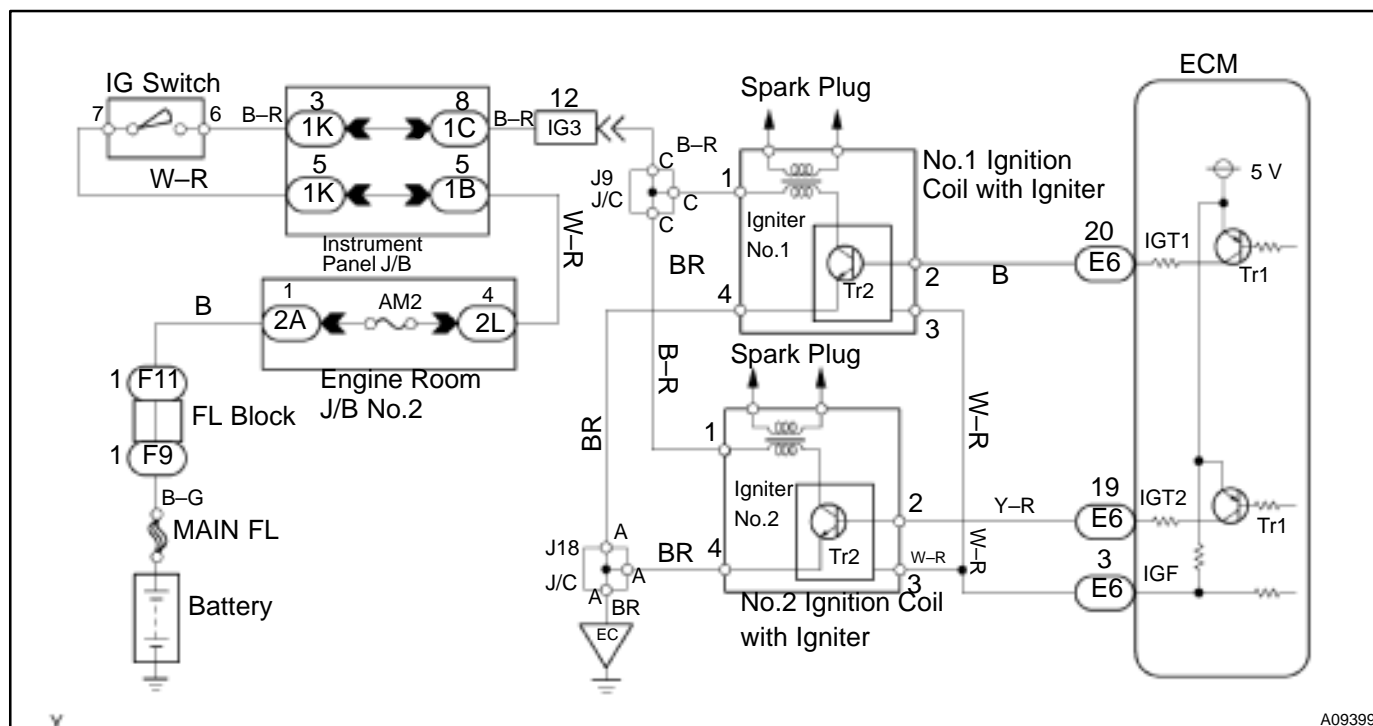 IG Switch
7
6
B–R
3
1K
8
1C
B–R
12
IG3
W–R
5
1K
5
1B
Instrument
Panel J/B
W–R
B
1
2A
AM2
4
2L
Engine Room
J/B No.2
1
F11
FL Block
1
F9
B–G
MAIN FL
Battery
J9
J/C
C
C
C
B–R
BR
B–R
BR
J18
J/C
A
A
A
BR
BR
EC
Spark Plug
1
Igniter
No.1
Tr2
4
2
3
No.1 Ignition
Coil with Igniter
B
W–R
Spark Plug
1
Igniter
No.2
Tr2
4
2
3
Y–R
W–R
W–R
No.2 Ignition Coil
with Igniter
ECM
5 V
20
E6
IGT1
Tr1
19
E6
IGT2
Tr1
3
E6
IGF
Y
A09399